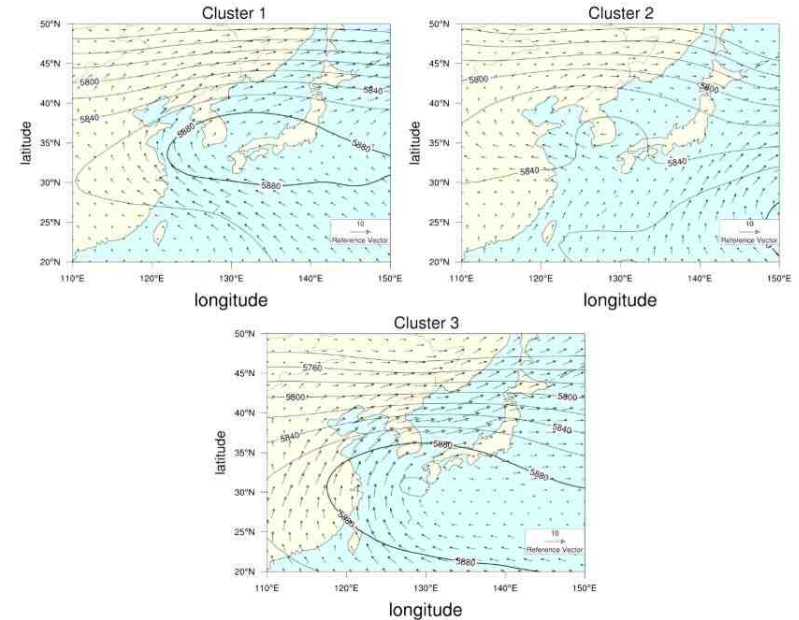 Cluster 1
50°N
45°N
40°N
35°N
30°N
25°N
20°N
latitude
5800
5840
5840
5880
5880
5880
10
Reference Vector
110°E 120°E 130°E 140°E 150°E
longitude
Cluster 2
50°N
45°N
40°N
35°N
30°N
25°N
20°N
latitude
5800
5800
5840
5840
10
Reference Vector
110°E 120°E 130°E 140°E 150°E
longitude
Cluster 3
50°N
45°N
40°N
35°N
30°N
25°N
20°N
latitude
5760
5800
5800
5840
5840
5880
5880
5880
5880
10
Reference Vector
110°E 120°E 130°E 140°E 150°E
longitude